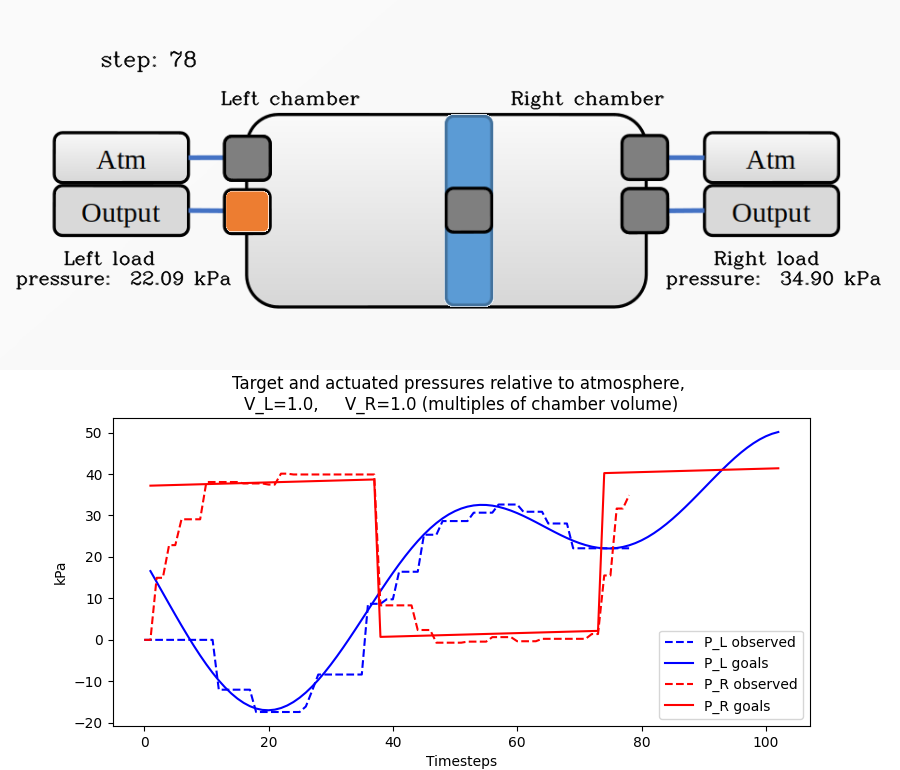 step: 78
Left chamber
Right chamber
Atm
Atm
Output
Output
Left load
pressure: 22.09 kPa
Right load
pressure: 34.90 kPa
Target and actuated pressures relative to atmosphere,
V_L=1.0, V_R=1.0 (multiples of chamber volume)
kPa
50
40
30
20
10
0
−10
−20
P_L observed
P_L goals
P_R observed
P_R goals
0 20 40 60 80 100
Timesteps